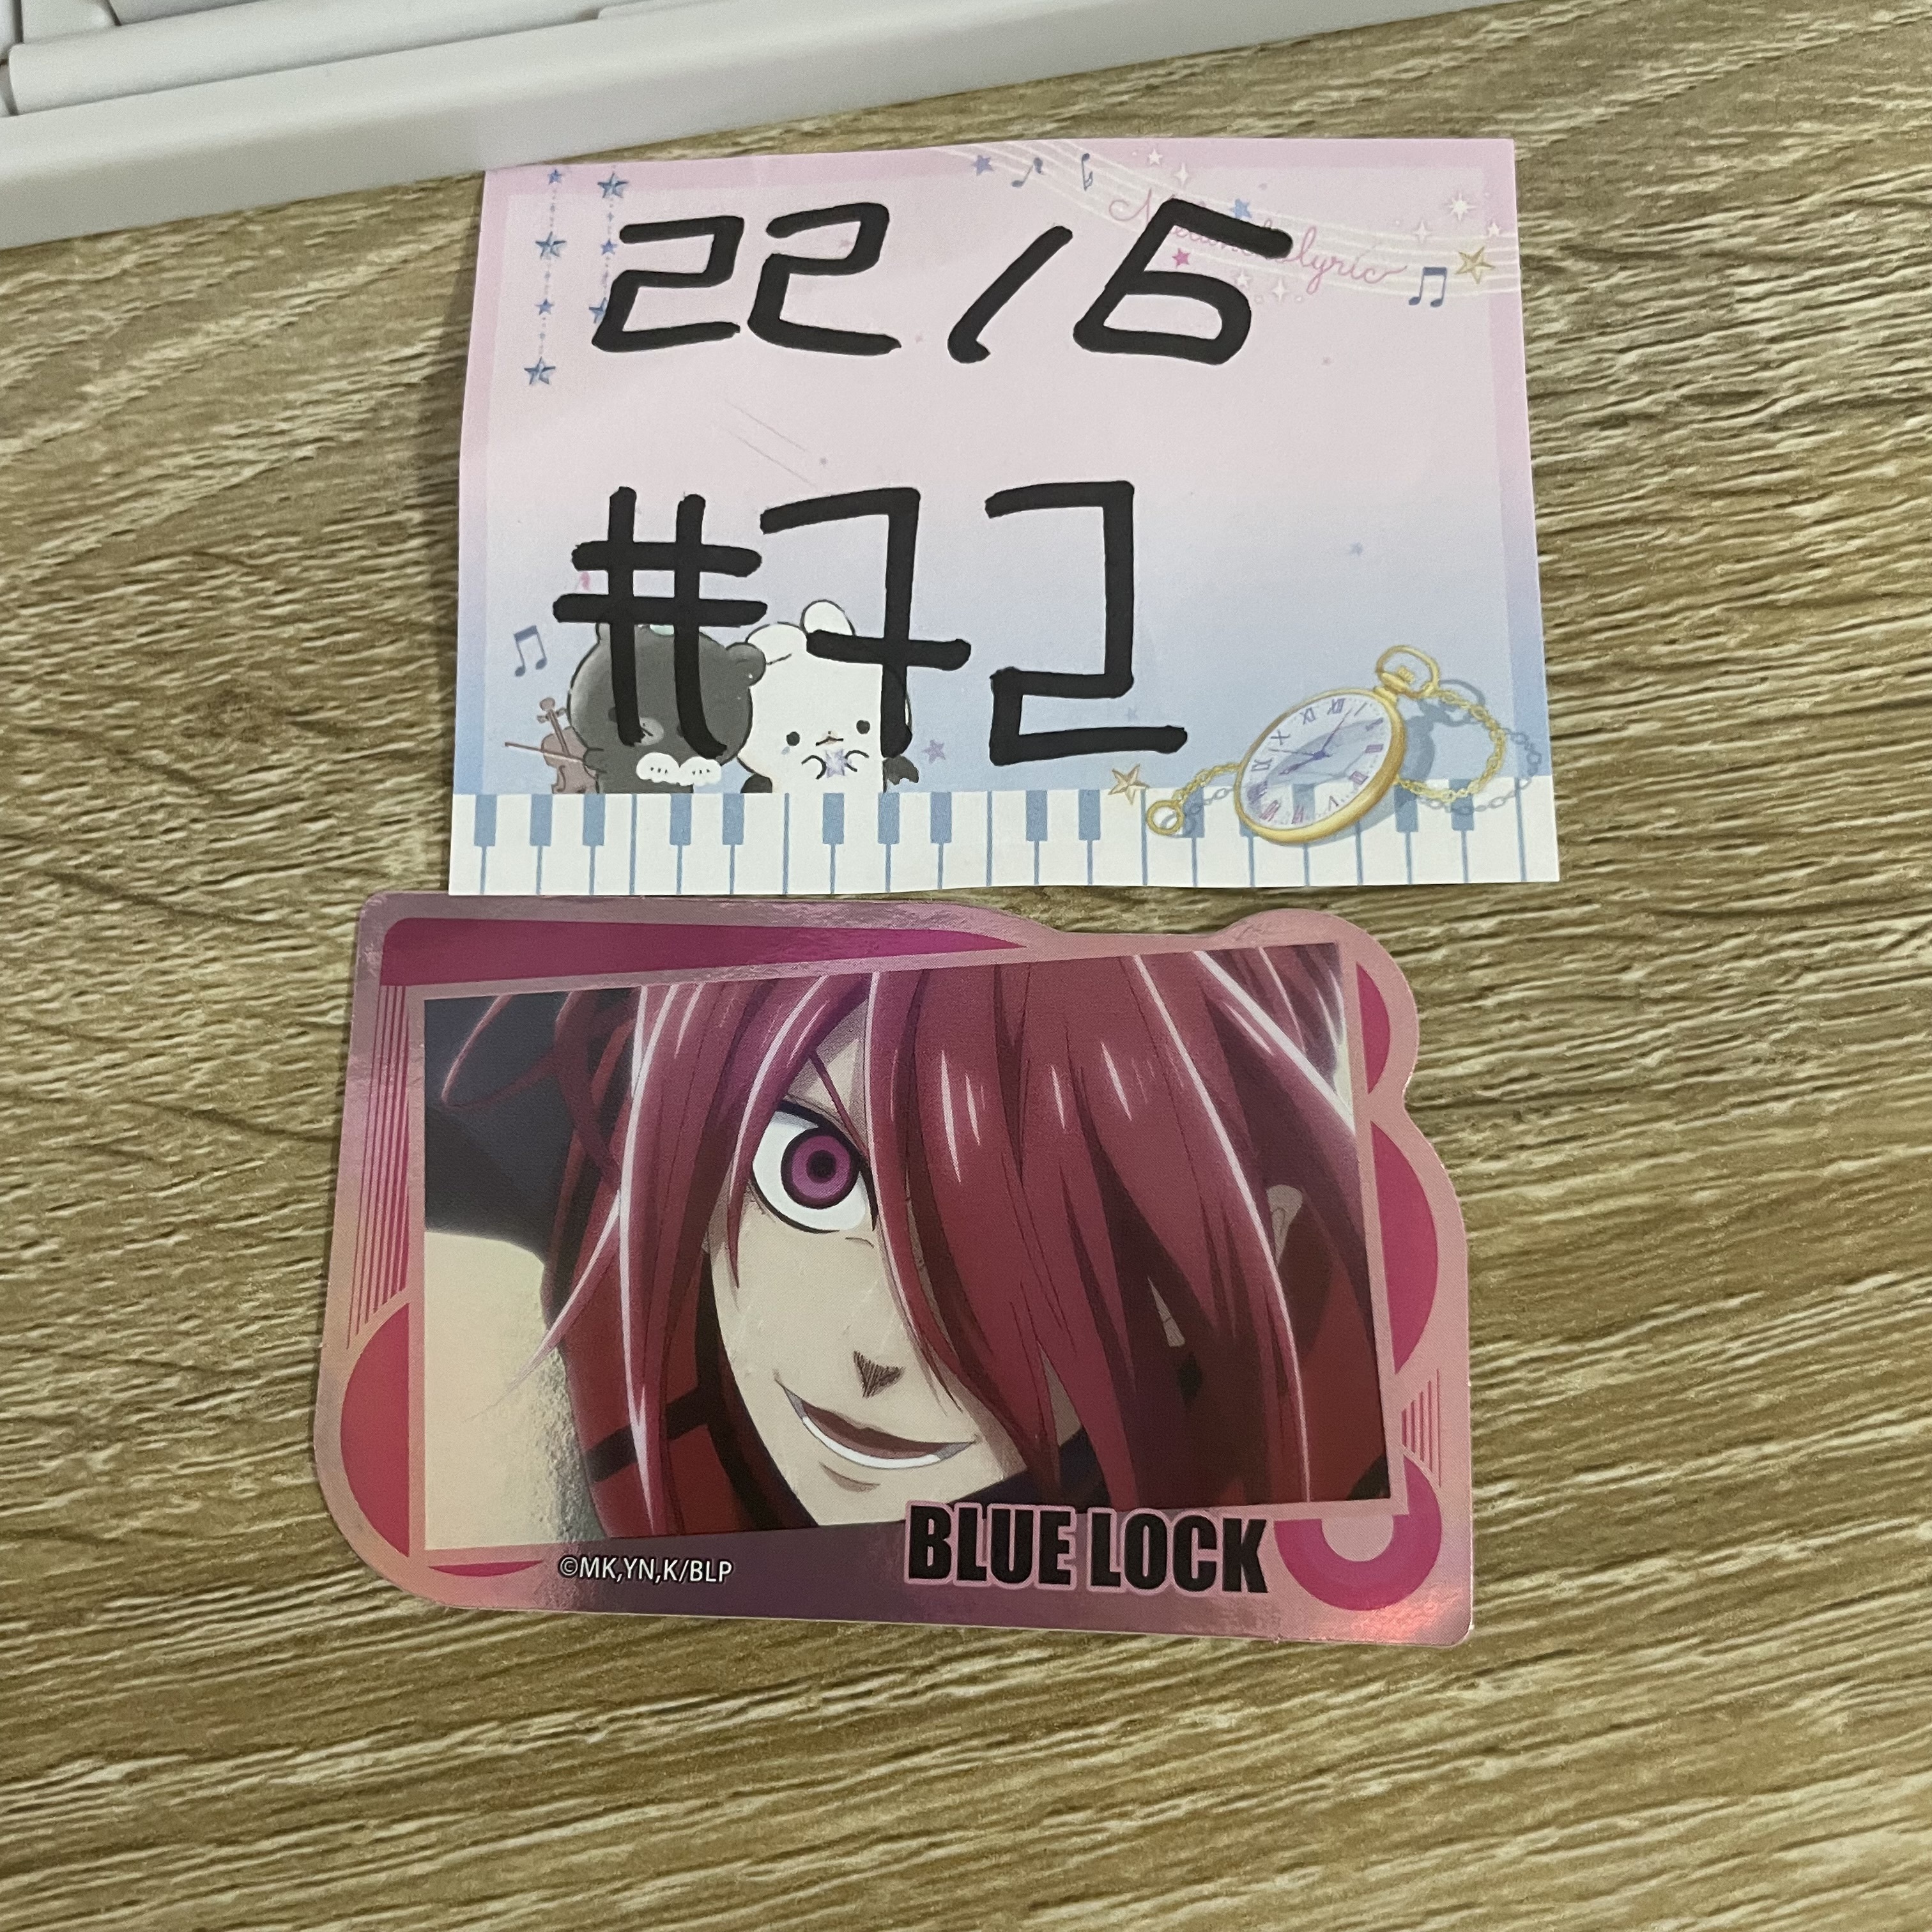 22/6
#72
©MK,YN,K/BLP
BLUE LOCK